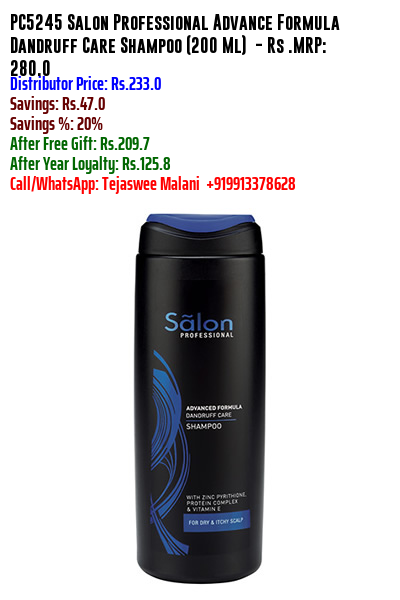 PC5245 Salon Professional Advance Formula
Dandruff Care Shampoo (200 Ml) - Rs .MRP:
280.0
Distributor Price: Rs.233.0
Savings: Rs.47.0
Savings %: 20%
After Free Gift: Rs.209.7
After Year Loyalty: Rs.125.8
Call/WhatsApp: Tejaswee Malani +919913378628
Sãlon
PROFESSIONAL
ADVANCED FORMULA
DANDRUFF CARE
SHAMPOO
WITH ZINC PYRITHIONE,
PROTEIN COMPLEX
& VITAMIN E
FOR DRY & ITCHY SCALP